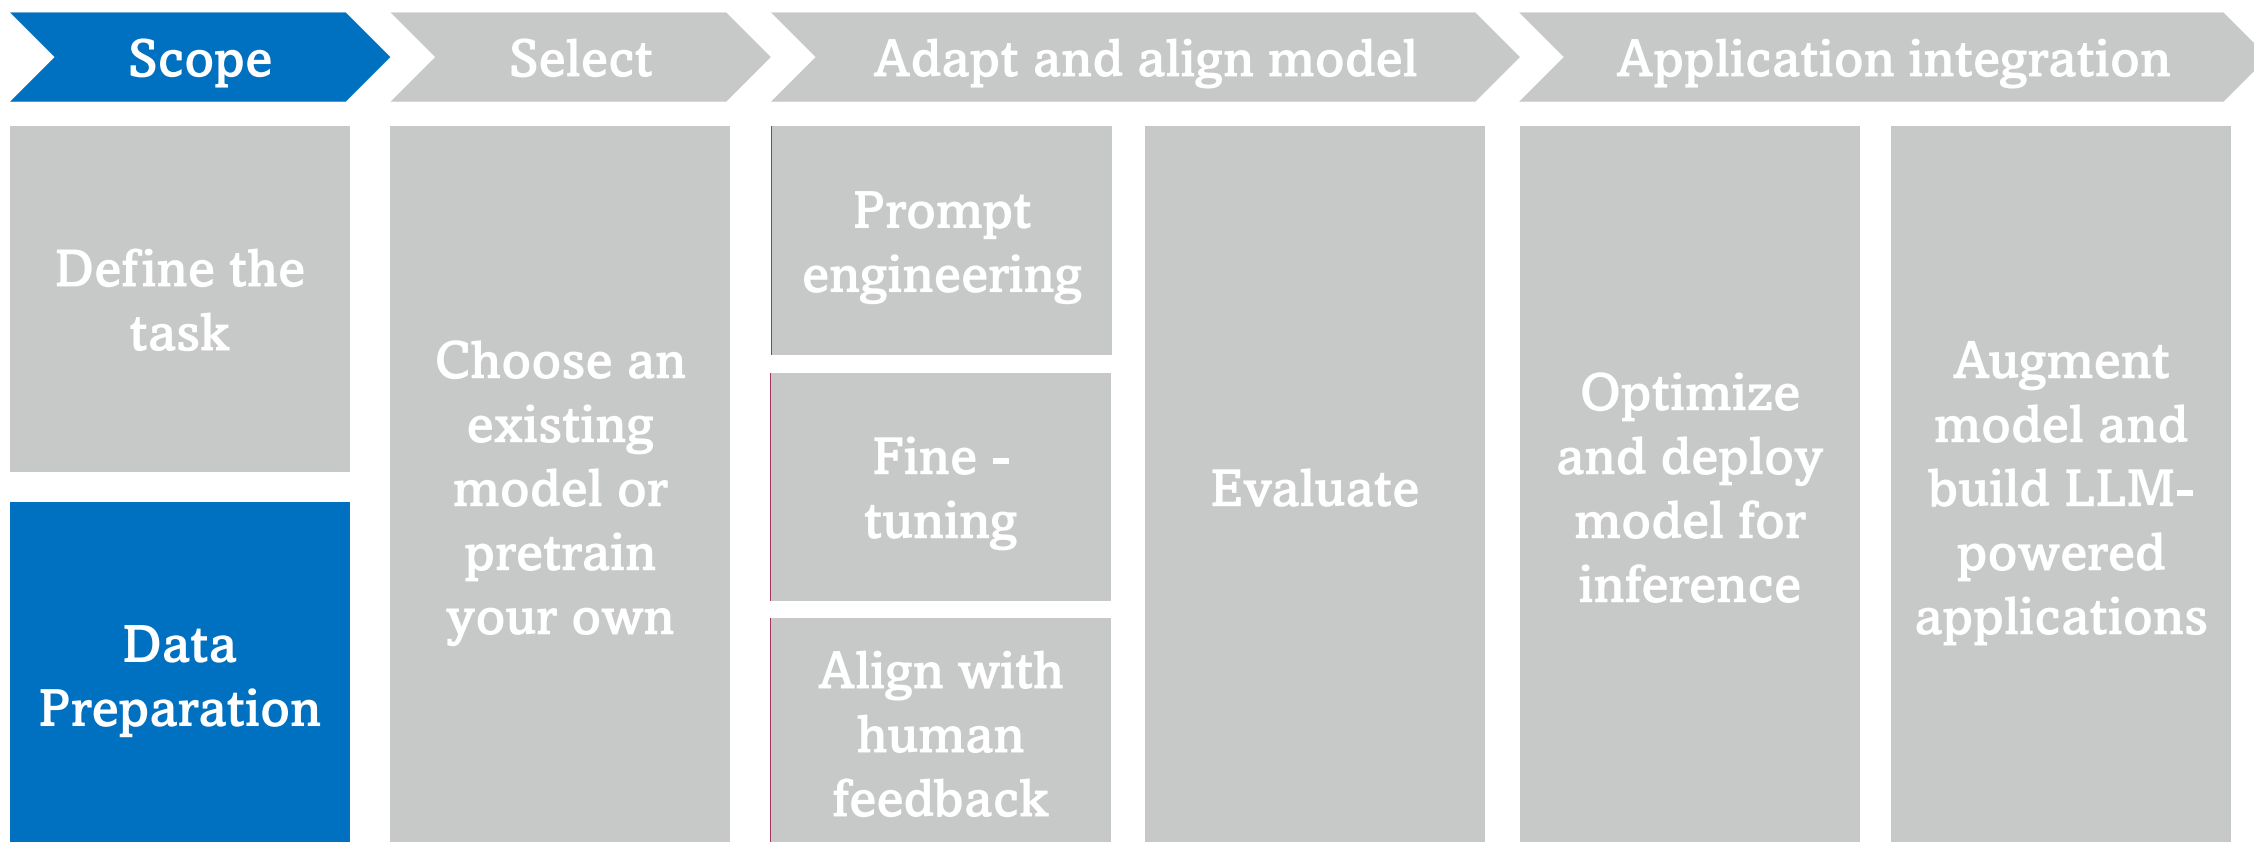 Scope
Select
Adapt and align model
Application integration
Define the
task
Data
Preparation
Choose an
existing
model or
pretrain
your own
Prompt
engineering
Fine -
tuning
Align with
human
feedback
Evaluate
Optimize
and deploy
model for
inference
Augment
model and
build LLM-
powered
applications